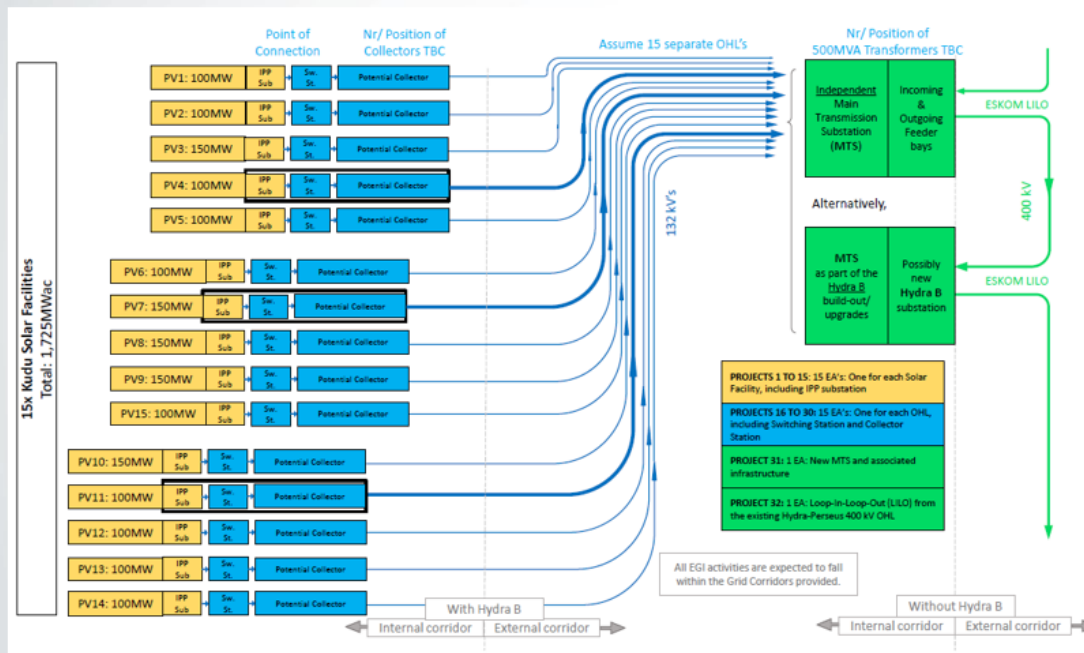 Point of
Connection
Nr/ Position of
Collectors TBC
Assume 15 separate OHL's
Nr/ Position of
500MVA Transformers TBC
15x Kudu Solar Facilities
Total: 1,725MWac
PV1: 100MW
IPP
Sub
Sw.
St.
Potential Collector
PV2: 100MW
IPP
Sub
Sw.
St.
Potential Collector
PV3: 150MW
IPP
Sub
Sw.
St.
Potential Collector
PV4: 100MW
IPP
Sub
Sw.
St.
Potential Collector
PV5: 100MW
IPP
Sub
Sw.
St.
Potential Collector
PV6: 100MW
IPP
Sub
Sw.
St.
Potential Collector
PV7: 150MW
IPP
Sub
Sw.
St.
Potential Collector
PV8: 150MW
IPP
Sub
Sw.
St.
Potential Collector
PV9: 150MW
IPP
Sub
Sw.
St.
Potential Collector
PV15: 100MW
IPP
Sub
Sw.
St.
Potential Collector
PV10: 150MW
IPP
Sub
Sw.
St.
Potential Collector
PV11: 100MW
IPP
Sub
Sw.
St.
Potential Collector
PV12: 100MW
IPP
Sub
Sw.
St.
Potential Collector
PV13: 100MW
IPP
Sub
Sw.
St.
Potential Collector
PV14: 100MW
IPP
Sub
Sw.
St.
Potential Collector
132 kV's
Independent
Main
Transmission
Substation
(MTS)
Incoming
&
Outgoing
Feeder
bays
ESKOM LILO
400 kV
Alternatively,
MTS
as part of the
Hydra B
build-out/
upgrades
Possibly
new
Hydra B
substation
ESKOM LILO
PROJECTS 1 TO 15: 15 EA's: One for each Solar
Facility, including IPP substation
PROJECTS 16 TO 30: 15 EA's: One for each OHL,
including Switching Station and Collector
Station
PROJECT 31: 1 EA: New MTS and associated
infrastructure
PROJECT 32: 1 EA: Loop-In-Loop-Out (LILO) from
the existing Hydra-Perseus 400 kV OHL
All EGI activities are expected to fall
within the Grid Corridors provided.
With Hydra B
Internal corridor
External corridor
Without Hydra B
Internal corridor
External corridor